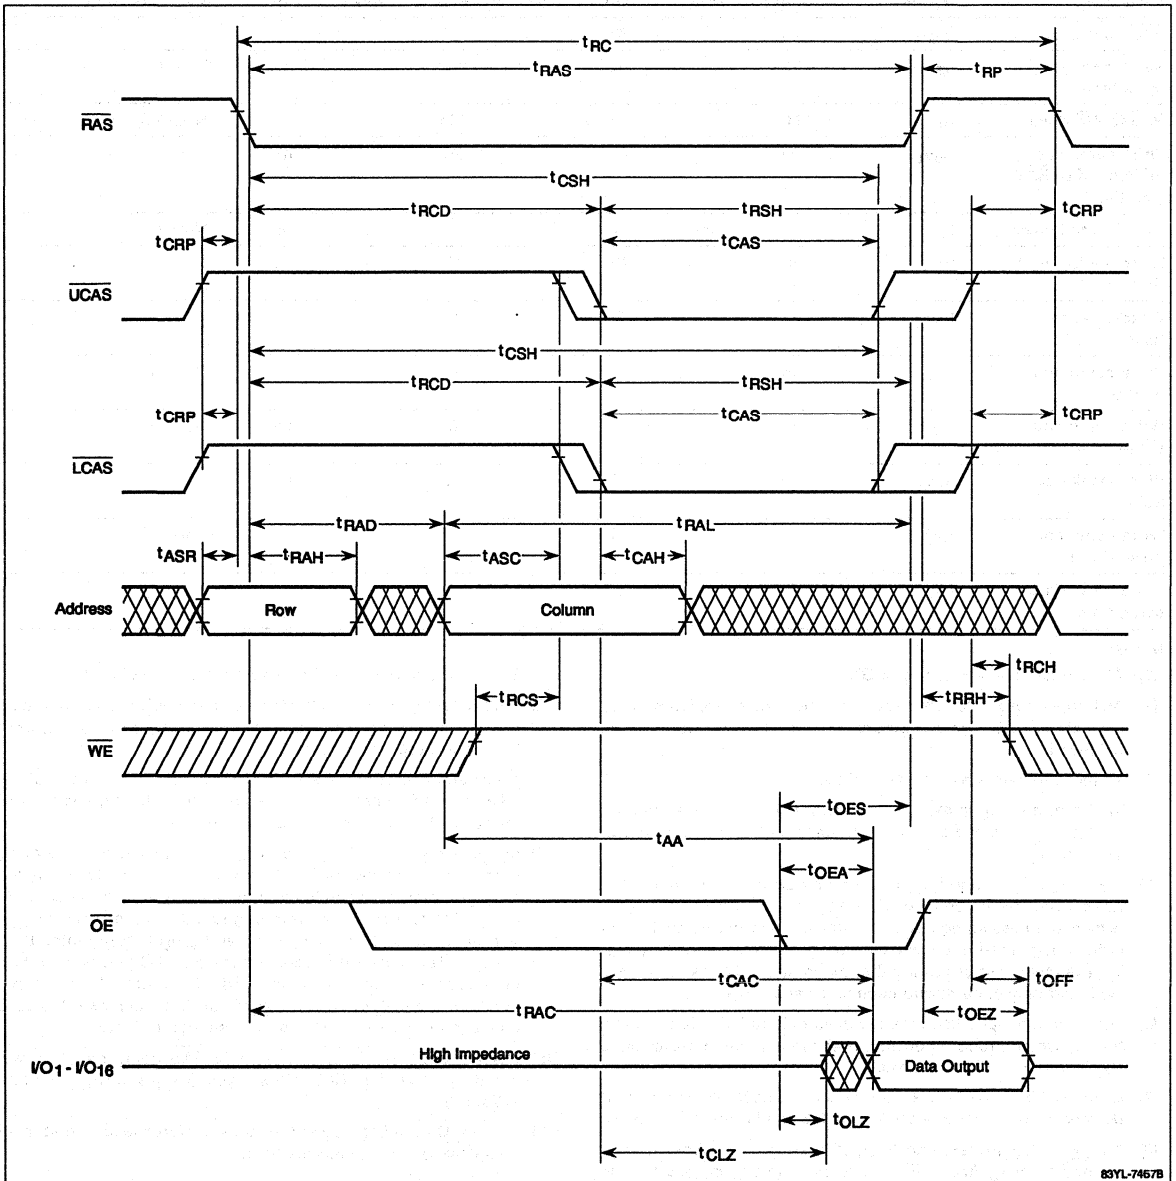 tRC
tRAS
tRP
RAS
tCSH
tRCD
tRSH
tCRP
tCRP
tCAS
UCAS
tCSH
tRCD
tRSH
tCRP
tCAS
tCRP
LCAS
tRAD
tRAL
tASR
tRAH
tASC
tCAH
Address
Row
Column
tRCH
tRCS
tRRH
WE
tOES
tAA
tOEA
OE
tCAC
tOFF
tRAC
tOEZ
High Impedance
I/O1 - I/O16
Data Output
tOLZ
tCLZ
83YL-7457B